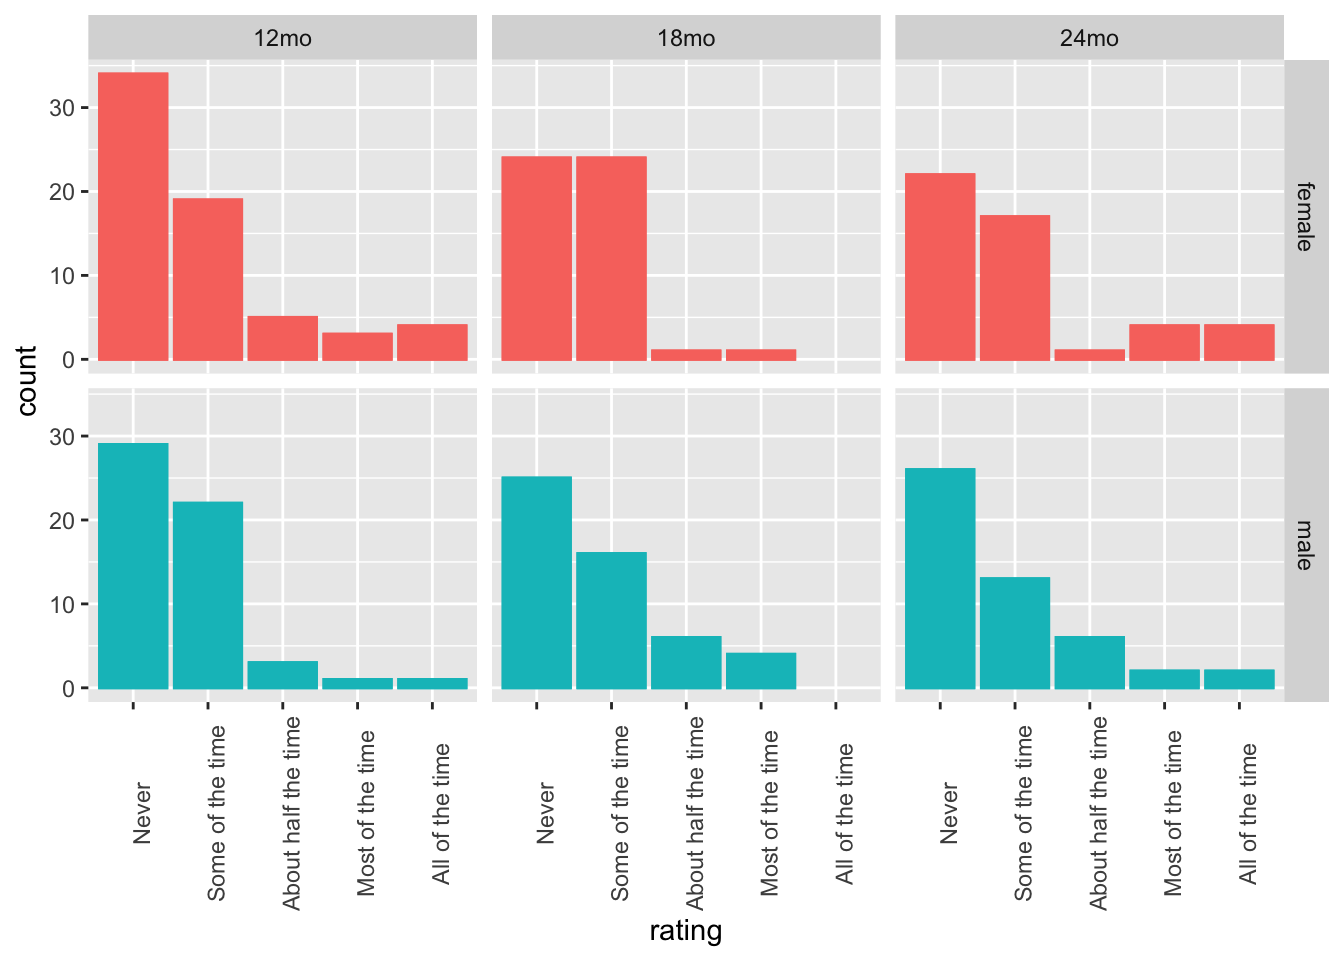 12mo 18mo 24mo
30
20
10
0
female
count
30
20
10
0
male
Never
Some of the time
About half the time
Most of the time
All of the time
Never
Some of the time
About half the time
Most of the time
All of the time
Never
Some of the time
About half the time
Most of the time
All of the time
rating